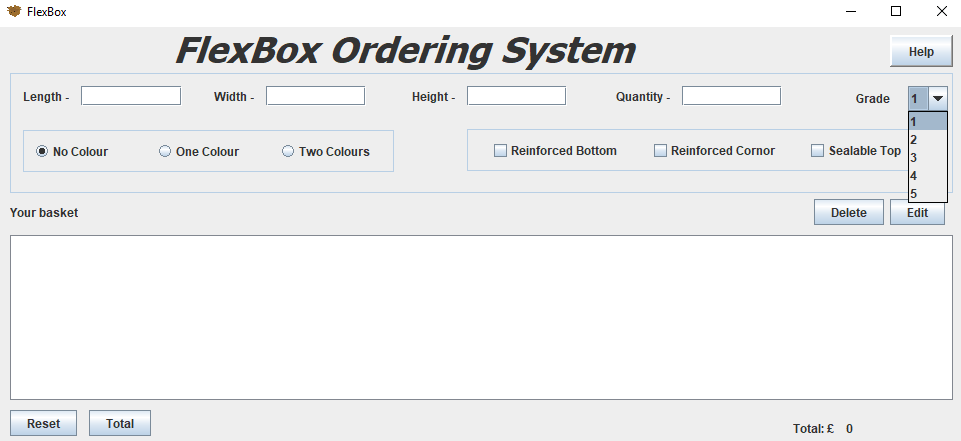 FlexBox
FlexBox Ordering System
Help
Length - Width - Height - Quantity - Grade 1
1
2
3
4
5
No Colour One Colour Two Colours Reinforced Bottom Reinforced Cornor Sealable Top
Your basket Delete Edit
Reset Total Total: £ 0